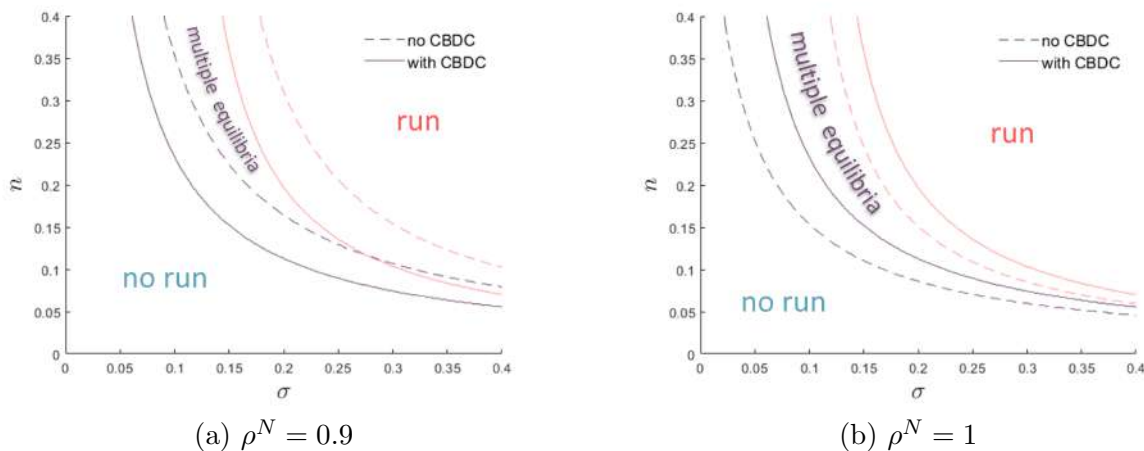 0.4
0.35
0.3
0.25
0.2
0.15
0.1
0.05
0
n
no CBDC
with CBDC
multiple equilibria
run
no run
0 0.05 0.1 0.15 0.2 0.25 0.3 0.35 0.4
σ
(a) ρ^N = 0.9
0.4
0.35
0.3
0.25
0.2
0.15
0.1
0.05
0
n
no CBDC
with CBDC
multiple equilibria
run
no run
0 0.05 0.1 0.15 0.2 0.25 0.3 0.35 0.4
σ
(b) ρ^N = 1